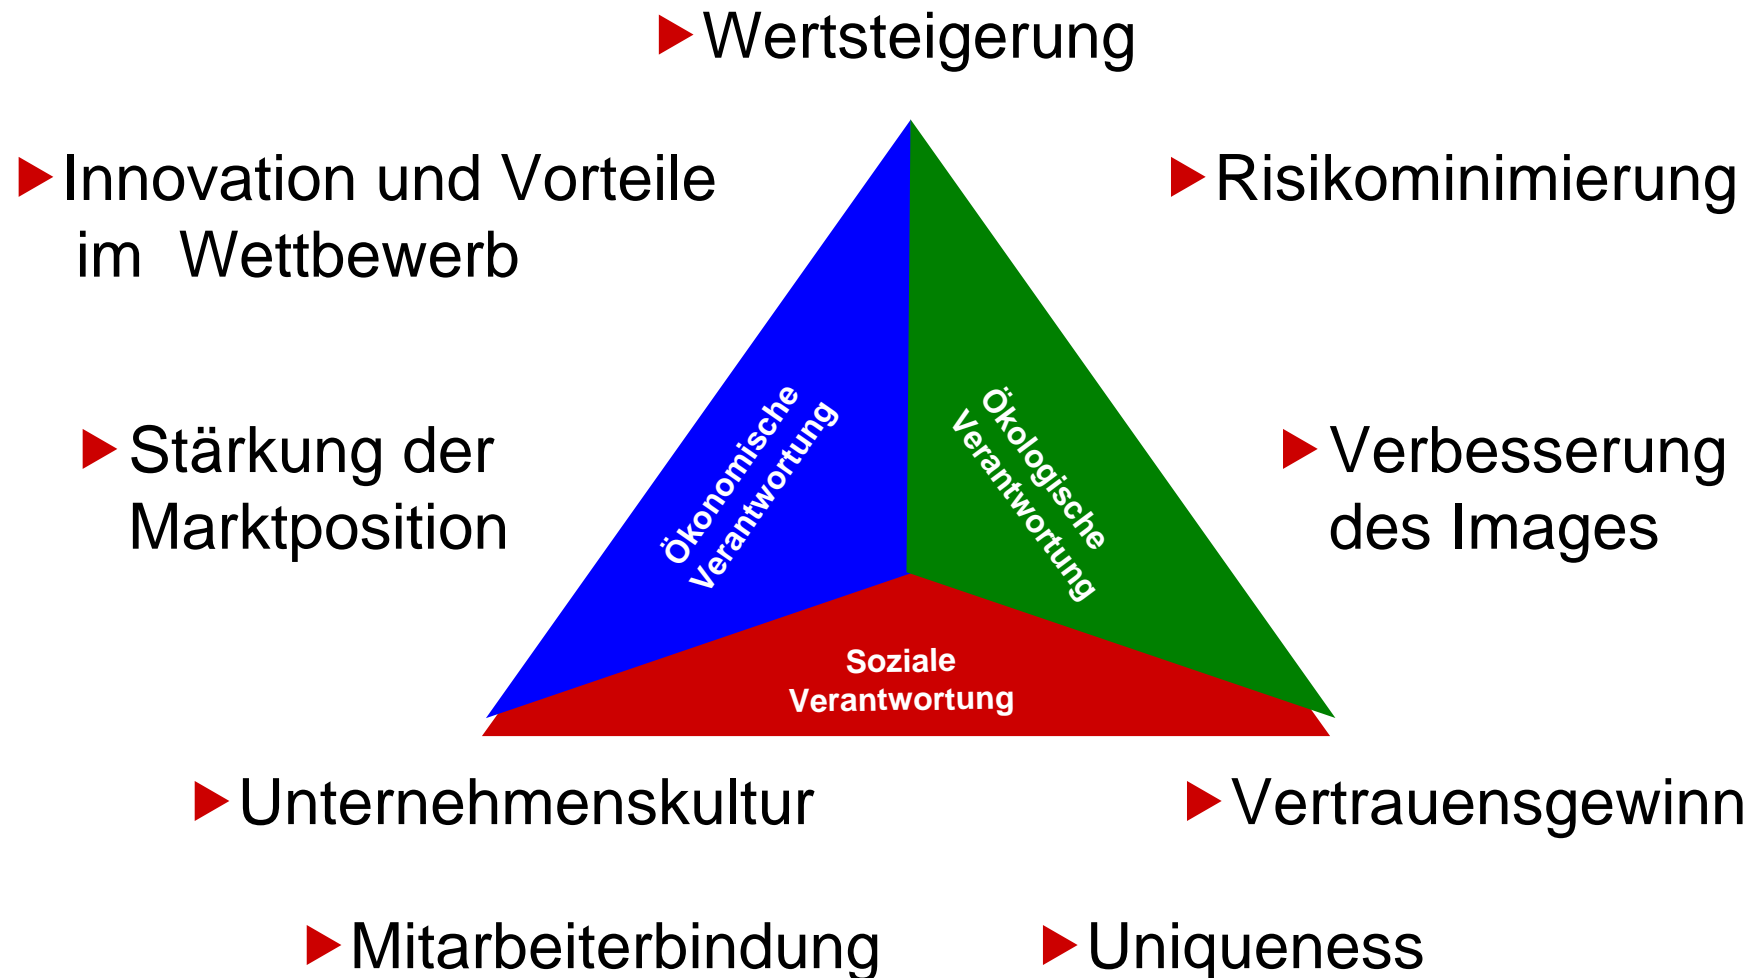 Wertsteigerung
Innovation und Vorteile
im Wettbewerb
Risikominimierung
Stärkung der
Marktposition
Ökonomische
Verantwortung
Ökologische
Verantwortung
Verbesserung
des Images
Soziale
Verantwortung
Unternehmenskultur
Vertrauensgewinn
Mitarbeiterbindung
Uniqueness